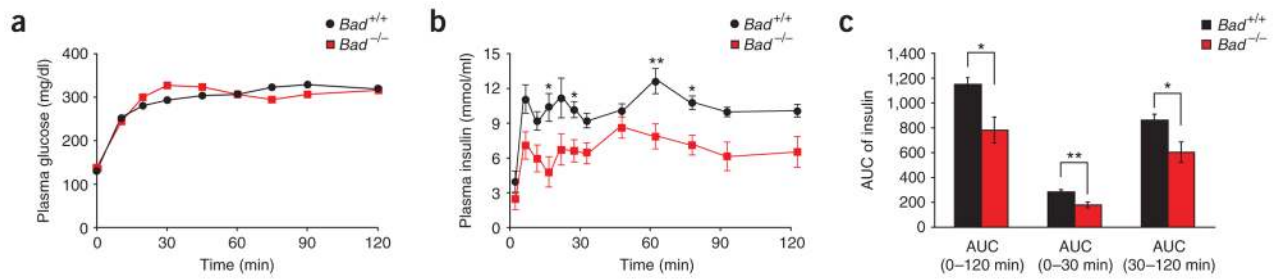 a
Bad+/+
Bad−/−
Plasma glucose (mg/dl)
400
300
200
100
0
0 30 60 90 120
Time (min)
b
Bad+/+
Bad−/−
Plasma insulin (mmol/ml)
15
12
9
6
3
0
* * ** *
0 30 60 90 120
Time (min)
c
Bad+/+
Bad−/−
AUC of insulin
1,400
1,200
1,000
800
600
400
200
0
* ** *
AUC (0–120 min)
AUC (0–30 min)
AUC (30–120 min)